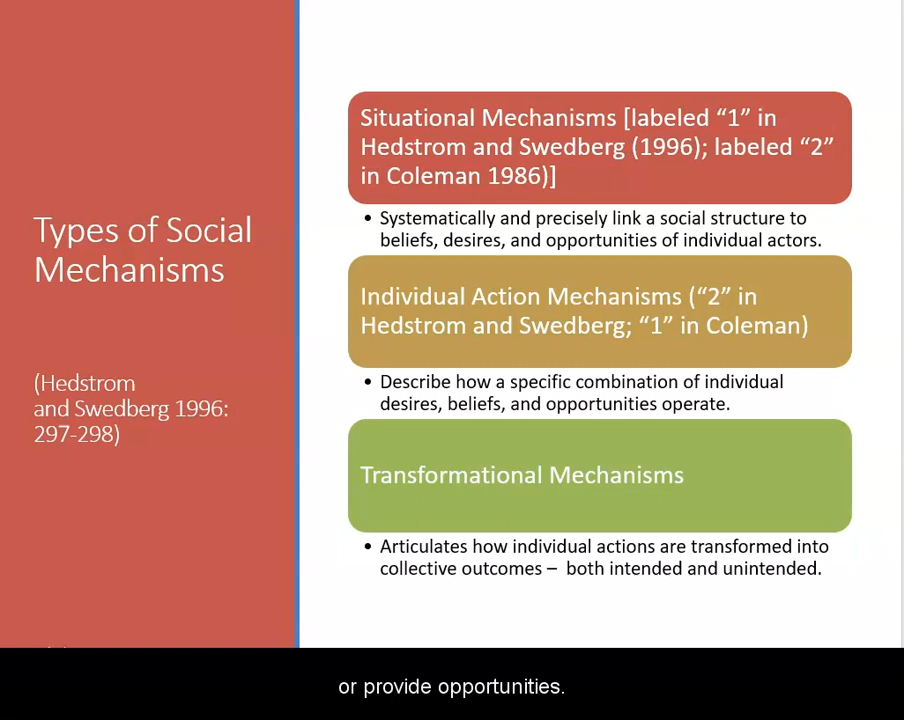 Types of Social
Mechanisms
(Hedstrom
and Swedberg 1996:
297-298)
Situational Mechanisms [labeled “1” in
Hedstrom and Swedberg (1996); labeled “2”
in Coleman 1986)]
• Systematically and precisely link a social structure to
beliefs, desires, and opportunities of individual actors.
Individual Action Mechanisms (“2” in
Hedstrom and Swedberg; “1” in Coleman)
• Describe how a specific combination of individual
desires, beliefs, and opportunities operate.
Transformational Mechanisms
• Articulates how individual actions are transformed into
collective outcomes – both intended and unintended.
or provide opportunities.